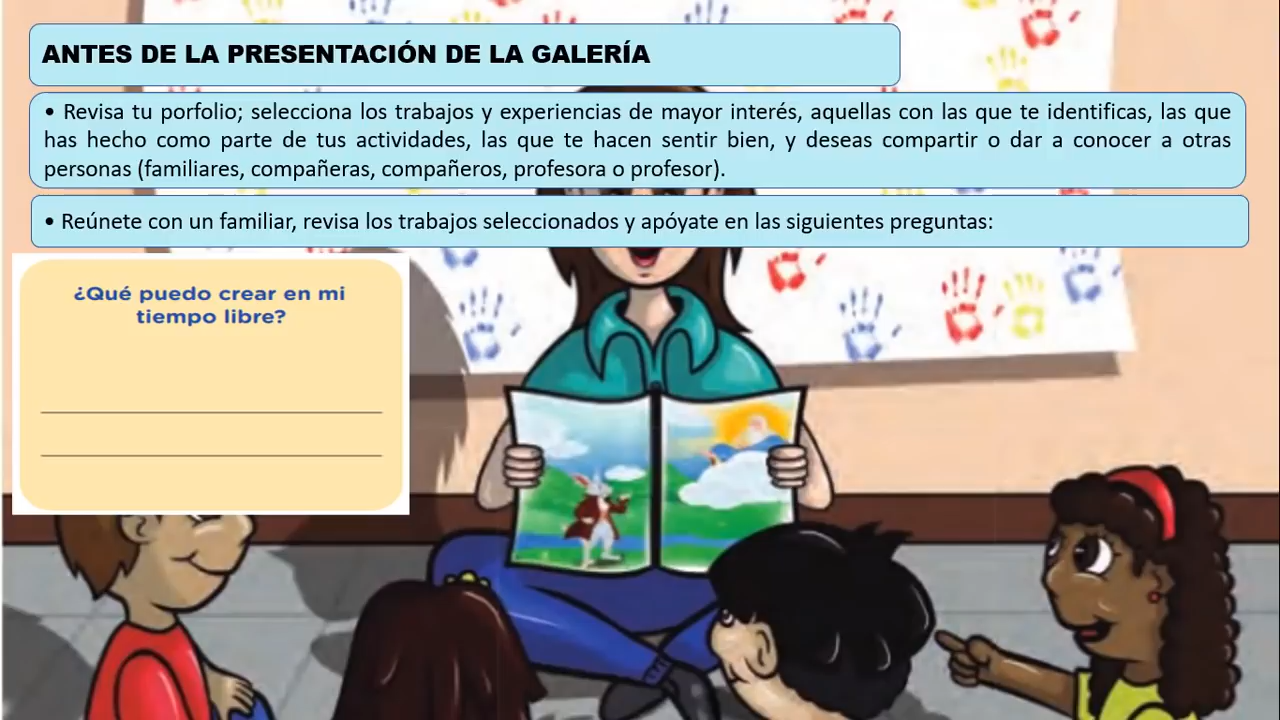 ANTES DE LA PRESENTACIÓN DE LA GALERÍA
• Revisa tu porfolio; selecciona los trabajos y experiencias de mayor interés, aquellas con las que te identificas, las que
has hecho como parte de tus actividades, las que te hacen sentir bien, y deseas compartir o dar a conocer a otras
personas (familiares, compañeras, compañeros, profesora o profesor).
• Reúnete con un familiar, revisa los trabajos seleccionados y apóyate en las siguientes preguntas:
¿Qué puedo crear en mi
tiempo libre?